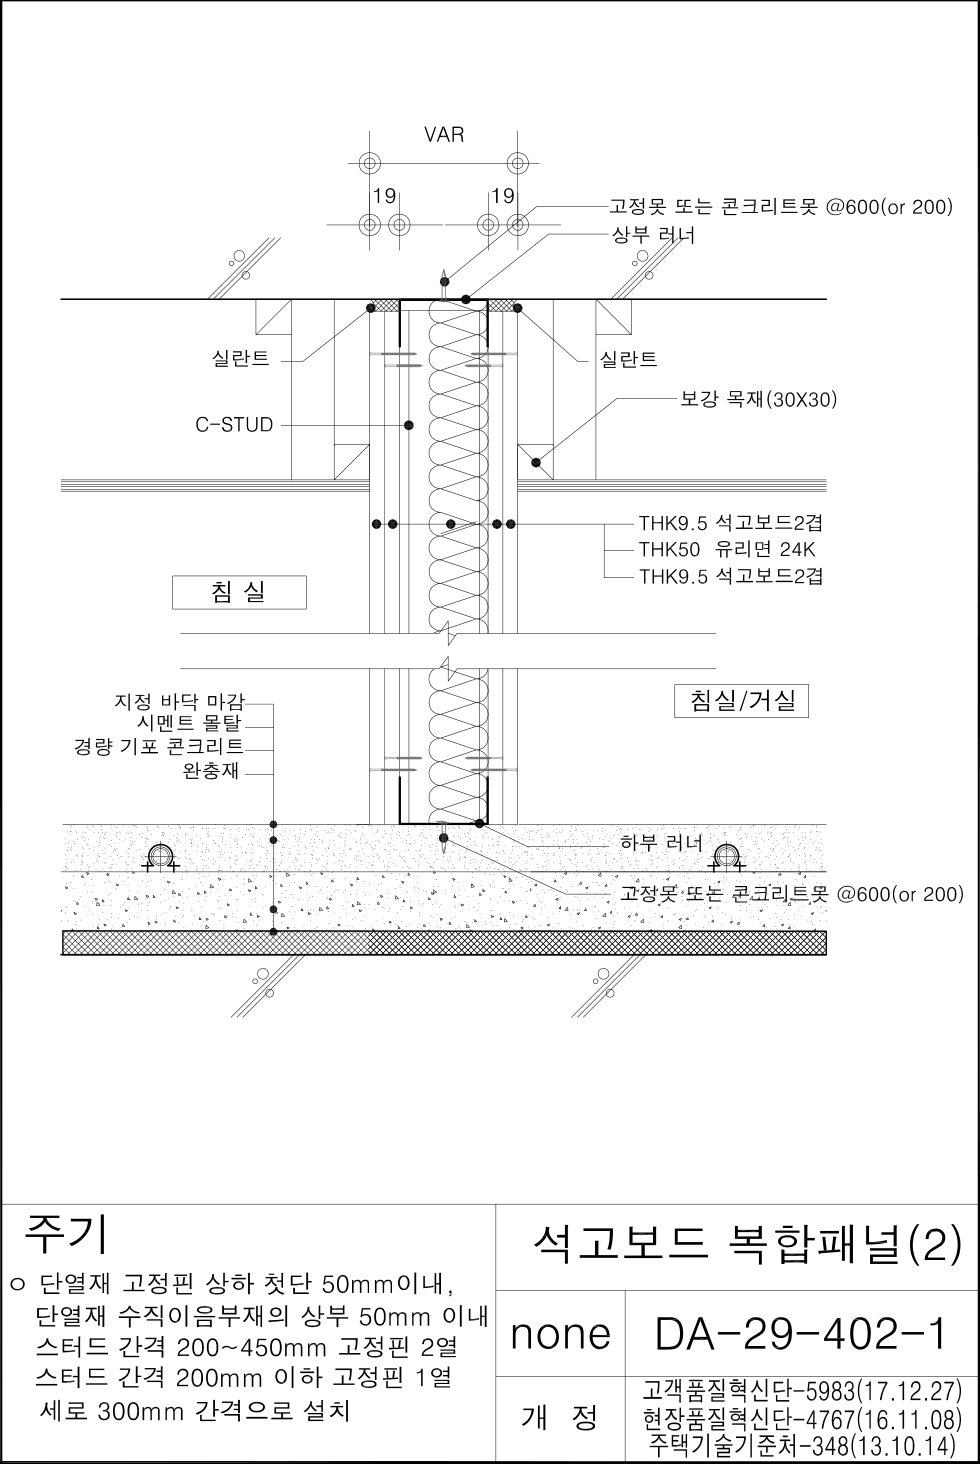 VAR
19
19
고정못 또는 콘크리트못 @600(or 200)
상부 러너
실란트
실란트
보강 목재(30X30)
C-STUD
THK9.5 석고보드2겹
THK50 유리면 24K
THK9.5 석고보드2겹
침 실
침실/거실
지정 바닥 마감
시멘트 몰탈
경량 기포 콘크리트
완충재
하부 러너
고정못 또는 콘크리트못 @600(or 200)
주기
ㅇ 단열재 고정핀 상하 첫단 50mm이내,
단열재 수직이음부재의 상부 50mm 이내
스터드 간격 200~450mm 고정핀 2열
스터드 간격 200mm 이하 고정핀 1열
세로 300mm 간격으로 설치
석고보드 복합패널(2)
none
DA-29-402-1
개 정
고객품질혁신단-5983(17.12.27)
현장품질혁신단-4767(16.11.08)
주택기술기준처-348(13.10.14)